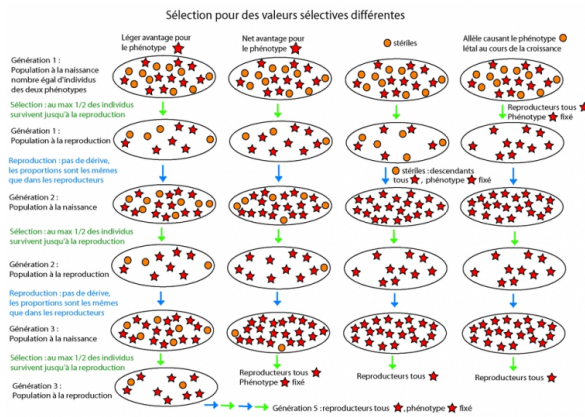 Sélection pour des valeurs sélectives différentes
Léger avantage pour
le phénotype
Net avantage pour
le phénotype
stériles
Allèle causant le phénotype
létal au cours de la croissance
Génération 1 :
Population à la naissance
nombre égal d'individus
des deux phénotypes
Sélection : au max 1/2 des individus
survivent jusqu'à la reproduction
Reproducteurs tous
Phénotype fixé
Génération 1 :
Population à la reproduction
Reproduction : pas de dérive,
les proportions sont les mêmes
que dans les reproducteurs
stériles : descendants
tous , phénotype fixé
Génération 2 :
Population à la naissance
Sélection : au max 1/2 des individus
survivent jusqu'à la reproduction
Génération 2 :
Population à la reproduction
Reproduction : pas de dérive,
les proportions sont les mêmes
que dans les reproducteurs
Génération 3 :
Population à la naissance
Sélection : au max 1/2 des individus
survivent jusqu'à la reproduction
Reproducteurs tous
Phénotype fixé
Reproducteurs tous
Reproducteurs tous
Génération 3 :
Population à la reproduction
Génération 5 : reproducteurs tous , phénotype fixé